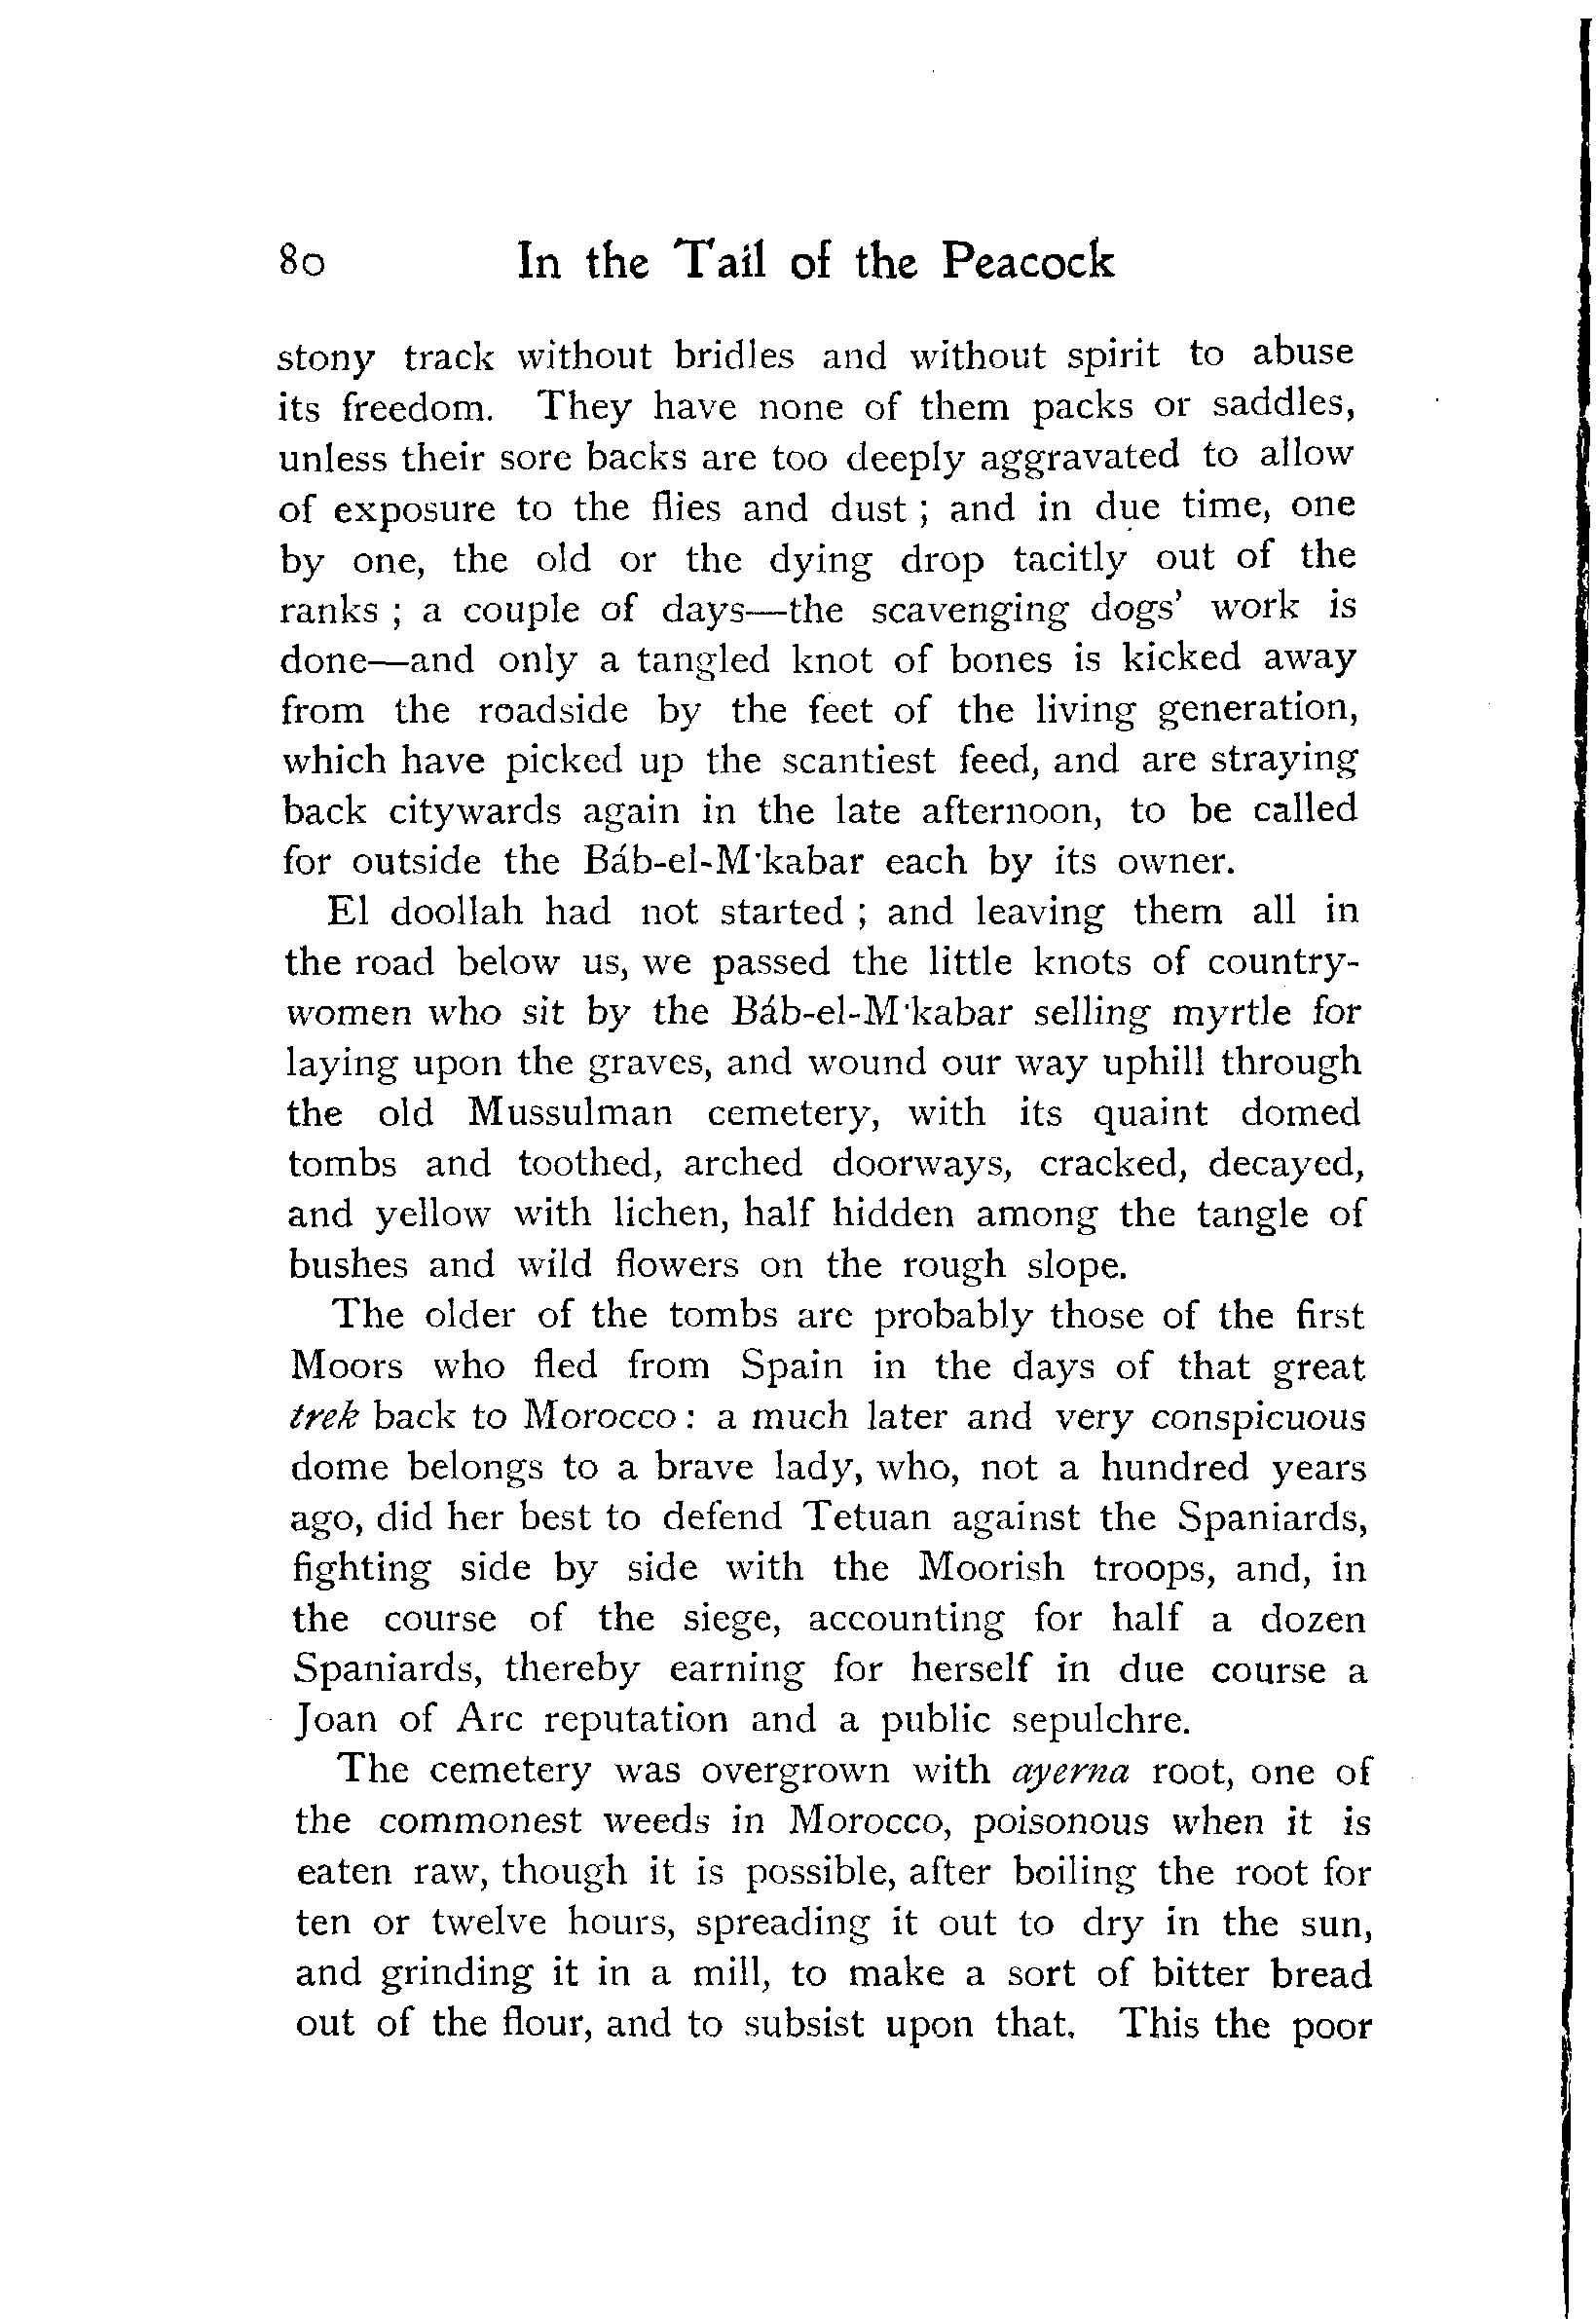 80 In the Tail of the Peacock
stony track without bridles and without spirit to abuse
its freedom. They have none of them packs or saddles,
unless their sore backs are too deeply aggravated to allow
of exposure to the flies and dust ; and in due time, one
by one, the old or the dying drop tacitly out of the
ranks ; a couple of days—the scavenging dogs' work is
done—and only a tangled knot of bones is kicked away
from the roadside by the feet of the living generation,
which have picked up the scantiest feed, and are straying
back citywards again in the late afternoon, to be called
for outside the Báb-el-M·kabar each by its owner.
El doollah had not started ; and leaving them all in
the road below us, we passed the little knots of country-
women who sit by the Báb-el-M·kabar selling myrtle for
laying upon the graves, and wound our way uphill through
the old Mussulman cemetery, with its quaint domed
tombs and toothed, arched doorways, cracked, decayed,
and yellow with lichen, half hidden among the tangle of
bushes and wild flowers on the rough slope.
The older of the tombs are probably those of the first
Moors who fled from Spain in the days of that great
trek back to Morocco : a much later and very conspicuous
dome belongs to a brave lady, who, not a hundred years
ago, did her best to defend Tetuan against the Spaniards,
fighting side by side with the Moorish troops, and, in
the course of the siege, accounting for half a dozen
Spaniards, thereby earning for herself in due course a
Joan of Arc reputation and a public sepulchre.
The cemetery was overgrown with ayerna root, one of
the commonest weeds in Morocco, poisonous when it is
eaten raw, though it is possible, after boiling the root for
ten or twelve hours, spreading it out to dry in the sun,
and grinding it in a mill, to make a sort of bitter bread
out of the flour, and to subsist upon that. This the poor